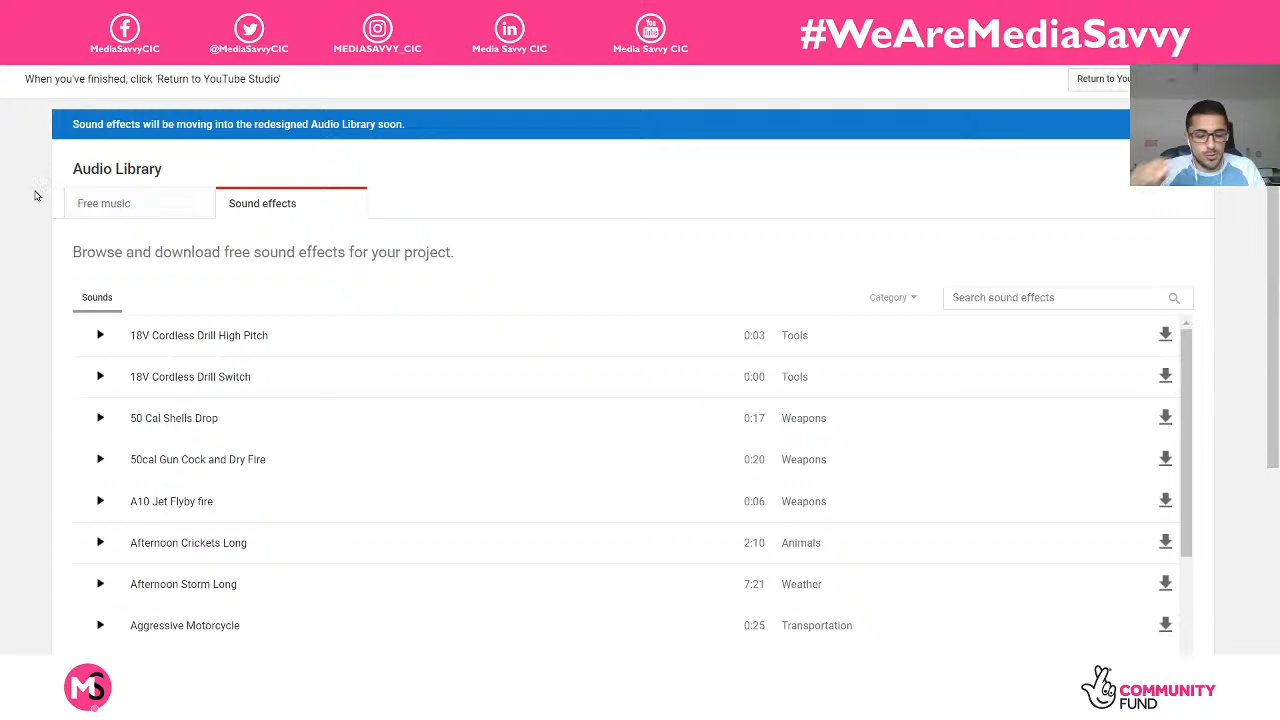 MediaSavvyCIC
@MediaSavvyCIC
MEDIASAVVY_CIC
Media Savvy CIC
Media Savvy CIC
#WeAreMediaSavvy
When you've finished, click 'Return to YouTube Studio'
Return to You
Sound effects will be moving into the redesigned Audio Library soon.
Audio Library
Free music
Sound effects
Browse and download free sound effects for your project.
Sounds
Category
Search sound effects
18V Cordless Drill High Pitch 0:03 Tools
18V Cordless Drill Switch 0:00 Tools
50 Cal Shells Drop 0:17 Weapons
50cal Gun Cock and Dry Fire 0:20 Weapons
A10 Jet Flyby fire 0:06 Weapons
Afternoon Crickets Long 2:10 Animals
Afternoon Storm Long 7:21 Weather
Aggressive Motorcycle 0:25 Transportation
MS
COMMUNITY
FUND